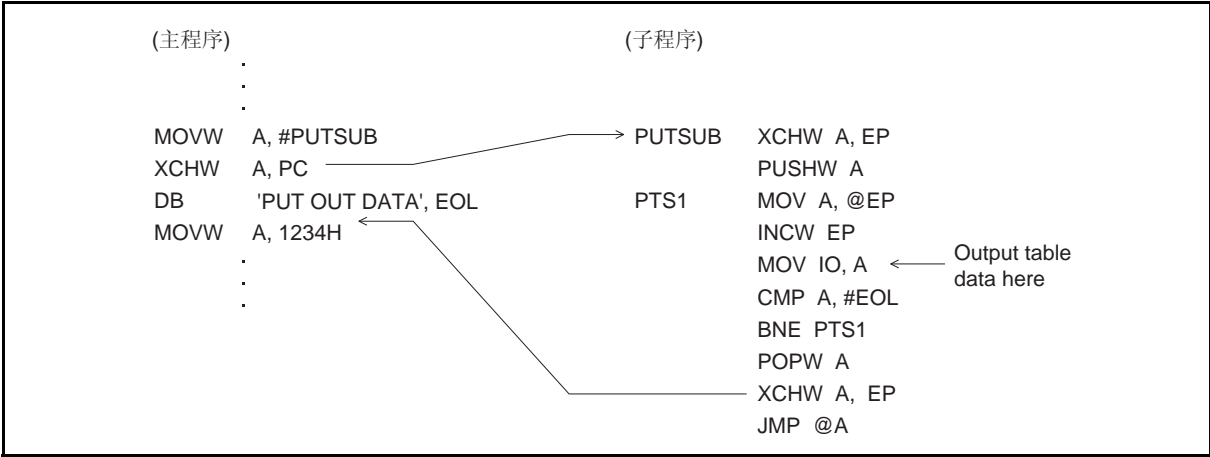 (主程序)
.
.
.
MOVW A, #PUTSUB
XCHW A, PC
DB 'PUT OUT DATA', EOL
MOVW A, 1234H
.
.
.
(子程序)
PUTSUB XCHW A, EP
PUSHW A
PTS1 MOV A, @EP
INCW EP
MOV IO, A
CMP A, #EOL
BNE PTS1
POPW A
XCHW A, EP
JMP @A
Output table
data here